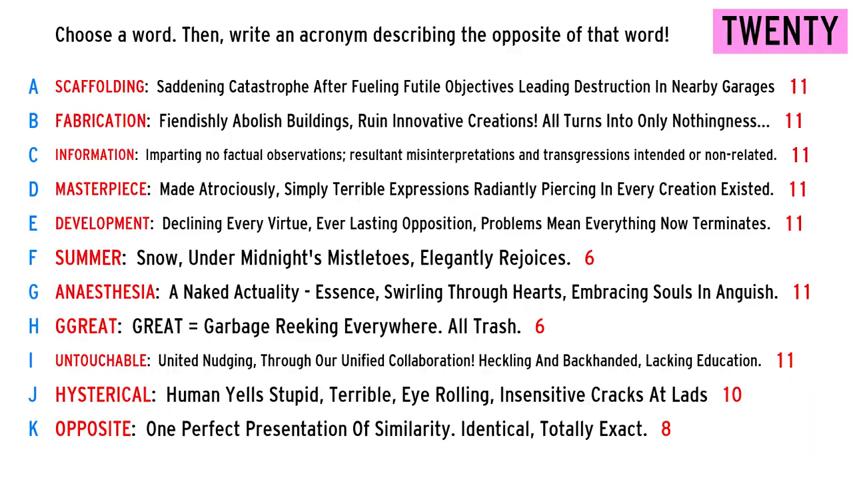 Choose a word. Then, write an acronym describing the opposite of that word!
TWENTY
A SCAFFOLDING: Saddening Catastrophe After Fueling Futile Objectives Leading Destruction In Nearby Garages 11
B FABRICATION: Fiendishly Abolish Buildings, Ruin Innovative Creations! All Turns Into Only Nothingness... 11
C INFORMATION: Imparting no factual observations; resultant misinterpretations and transgressions intended or non-related. 11
D MASTERPIECE: Made Atrociously, Simply Terrible Expressions Radiantly Piercing In Every Creation Existed. 11
E DEVELOPMENT: Declining Every Virtue, Ever Lasting Opposition, Problems Mean Everything Now Terminates. 11
F SUMMER: Snow, Under Midnight's Mistletoes, Elegantly Rejoices. 6
G ANAESTHESIA: A Naked Actuality - Essence, Swirling Through Hearts, Embracing Souls In Anguish. 11
H GGREAT: GREAT = Garbage Reeking Everywhere. All Trash. 6
I UNTOUCHABLE: United Nudging, Through Our Unified Collaboration! Heckling And Backhanded, Lacking Education. 11
J HYSTERICAL: Human Yells Stupid, Terrible, Eye Rolling, Insensitive Cracks At Lads 10
K OPPOSITE: One Perfect Presentation Of Similarity. Identical, Totally Exact. 8